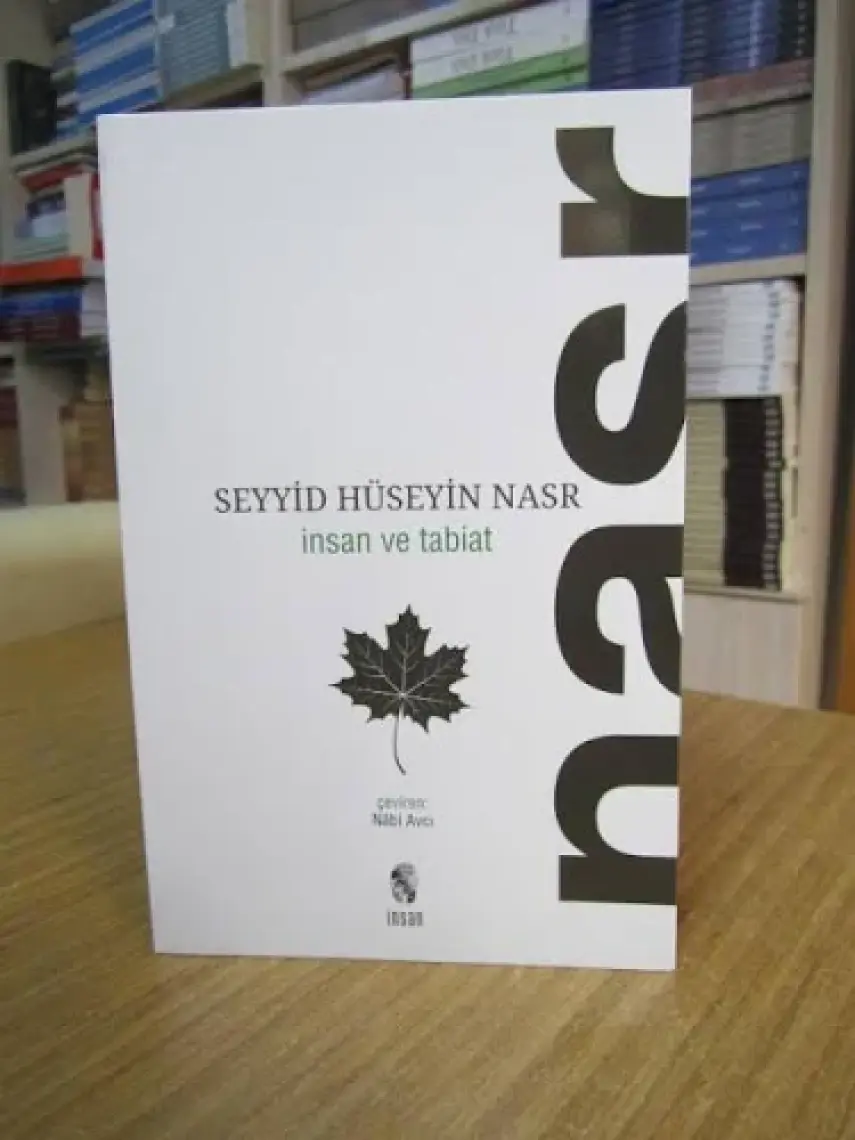 SEYYİD HÜSEYİN NASR
insan ve tabiat
çeviren:
Nâbi Avcı
insan
nasr